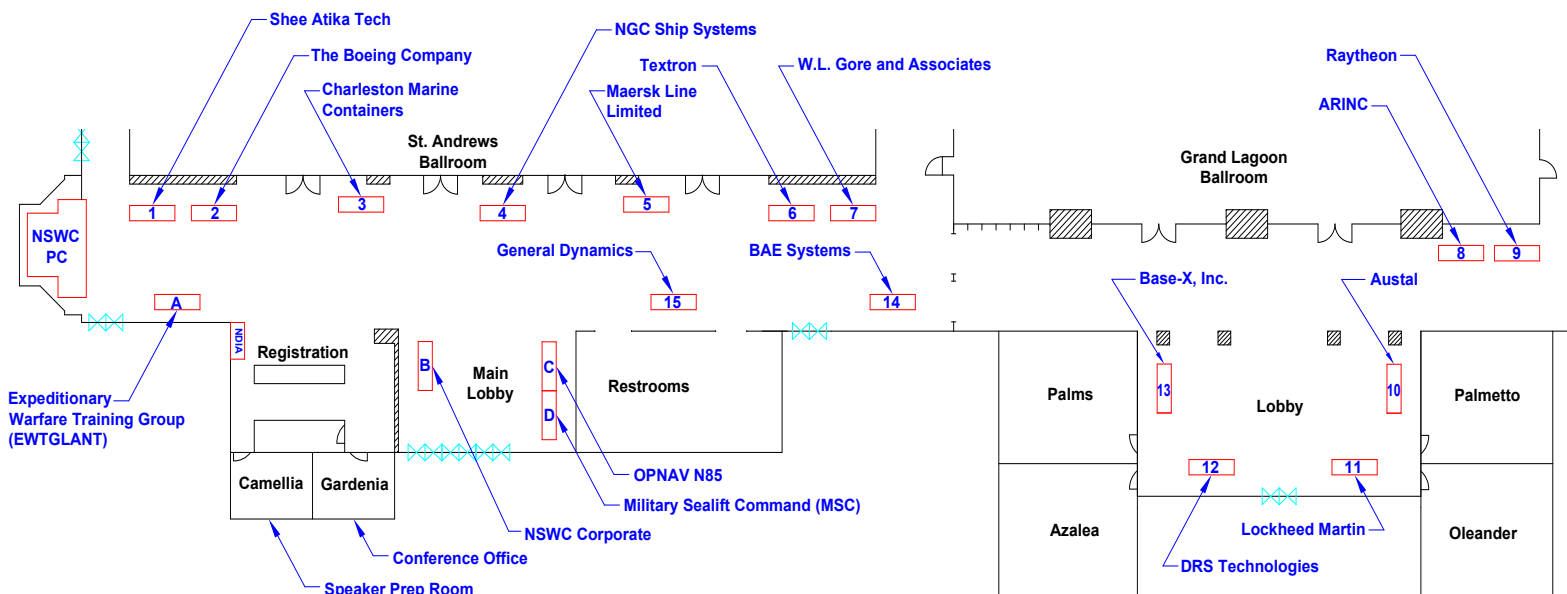 Shee Atika Tech
The Boeing Company
Charleston Marine
Containers
NGC Ship Systems
Textron
Maersk Line
Limited
W.L. Gore and Associates
Raytheon
ARINC
St. Andrews
Ballroom
Grand Lagoon
Ballroom
1
2
3
4
5
6
7
8
9
NSWC
PC
General Dynamics
BAE Systems
Base-X, Inc.
Austal
A
15
14
NDIA
Registration
B
Main
Lobby
C
D
Restrooms
Palms
13
Lobby
10
Palmetto
Expeditionary
Warfare Training Group
(EWTGLANT)
Camellia
Gardenia
OPNAV N85
Military Sealift Command (MSC)
NSWC Corporate
Conference Office
Speaker Prep Room
12
11
Azalea
Lockheed Martin
DRS Technologies
Oleander